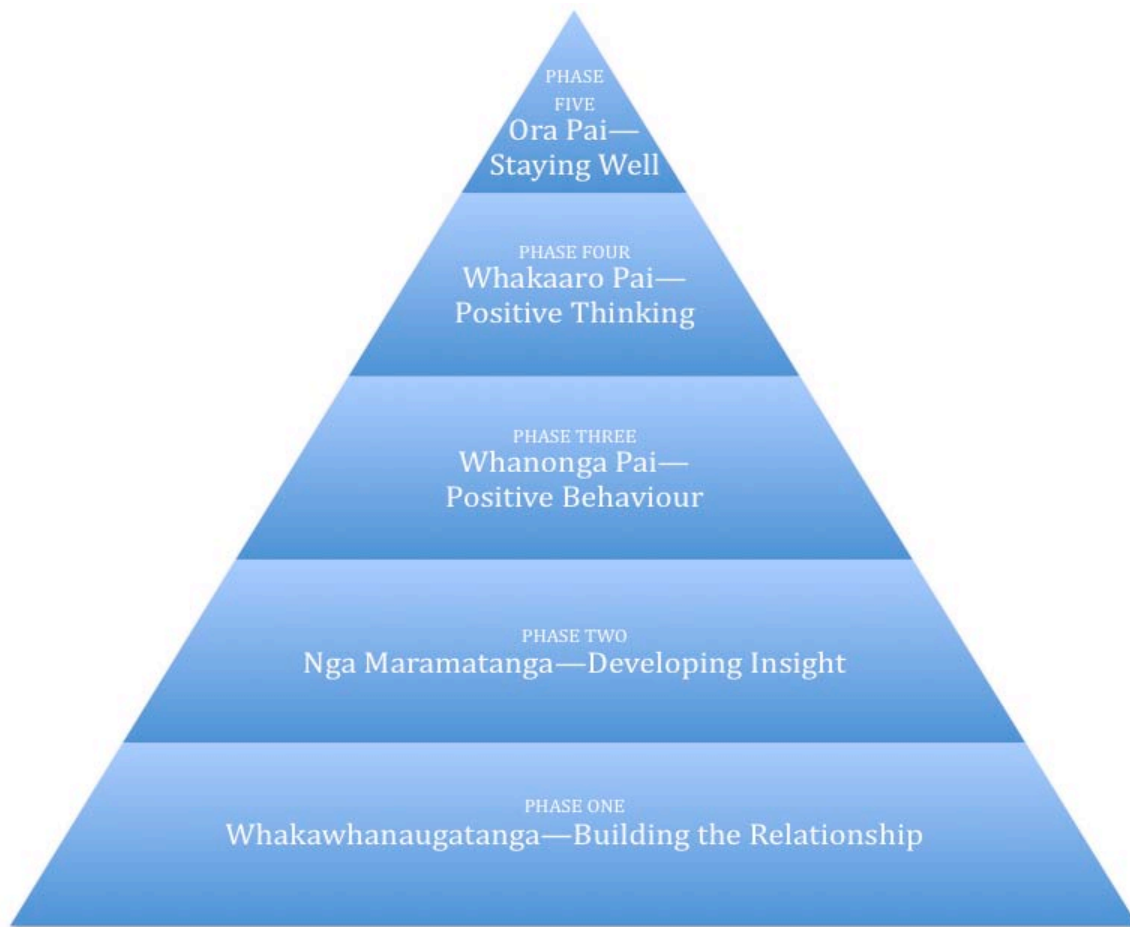 PHASE
FIVE
Ora Pai—
Staying Well
PHASE FOUR
Whakaaro Pai—
Positive Thinking
PHASE THREE
Whanonga Pai—
Positive Behaviour
PHASE TWO
Nga Maramatanga—Developing Insight
PHASE ONE
Whakawhanaugatanga—Building the Relationship